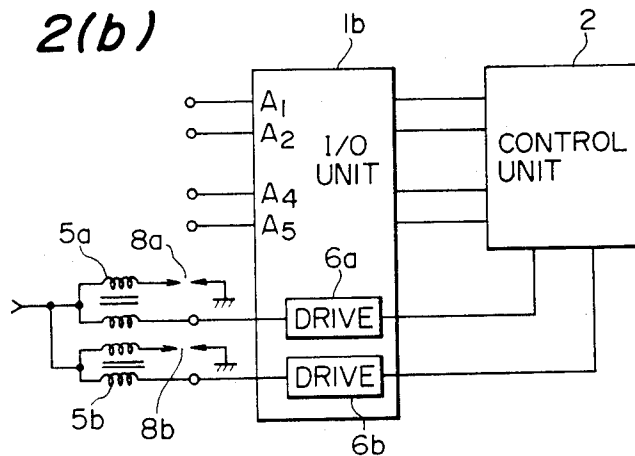 2(b)
1b
2
A1
A2
I/O
UNIT
CONTROL
UNIT
A4
A5
5a
8a
6a
DRIVE
DRIVE
5b
8b
6b